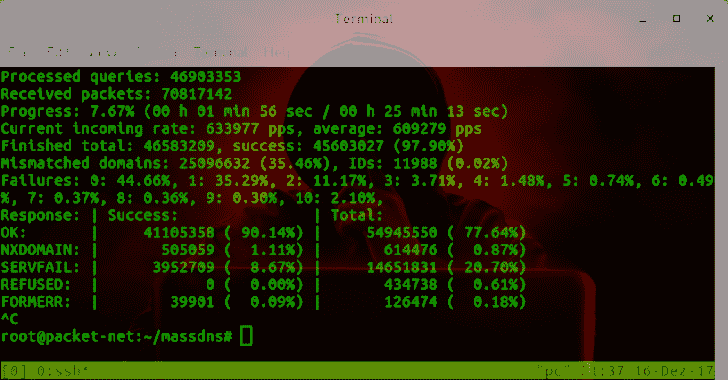 Terminal
Processed queries: 46903353
Received packets: 70817142
Progress: 7.67% (00 h 01 min 56 sec / 00 h 25 min 13 sec)
Current incoming rate: 633977 pps, average: 609279 pps
Finished total: 46583209, success: 45603027 (97.90%)
Mismatched domains: 25096632 (35.46%), IDs: 11988 (0.02%)
Failures: 0: 44.66%, 1: 35.29%, 2: 11.17%, 3: 3.71%, 4: 1.48%, 5: 0.74%, 6: 0.49
%, 7: 0.37%, 8: 0.36%, 9: 0.30%, 10: 2.10%,
Response: | Success: | Total:
OK: | 41105350 ( 90.14%) | 54945550 ( 77.64%)
NXDOMAIN: | 505059 ( 1.11%) | 614476 ( 0.87%)
SERVFAIL: | 3952709 ( 8.67%) | 14651831 ( 20.70%)
REFUSED: | 0 ( 0.00%) | 434738 ( 0.61%)
FORMERR: | 39901 ( 0.09%) | 126474 ( 0.18%)
^C
root@packet-net:~/massdns#
[0] 0:ssh* "pc" 21:37 16-Dez-17